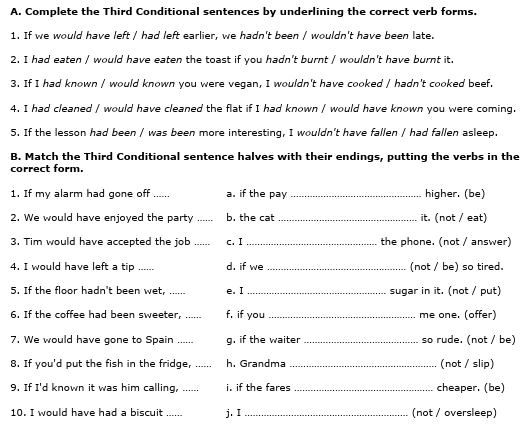 A. Complete the Third Conditional sentences by underlining the correct verb forms.
1. If we would have left / had left earlier, we hadn't been / wouldn't have been late.
2. I had eaten / would have eaten the toast if you hadn't burnt / wouldn't have burnt it.
3. If I had known / would known you were vegan, I wouldn't have cooked / hadn't cooked beef.
4. I had cleaned / would have cleaned the flat if I had known / would have known you were coming.
5. If the lesson had been / was been more interesting, I wouldn't have fallen / had fallen asleep.
B. Match the Third Conditional sentence halves with their endings, putting the verbs in the
correct form.
1. If my alarm had gone off ...... a. if the pay ............................................ higher. (be)
2. We would have enjoyed the party ...... b. the cat ............................................... it. (not / eat)
3. Tim would have accepted the job ...... c. I ............................................ the phone. (not / answer)
4. I would have left a tip ...... d. if we ............................................... (not / be) so tired.
5. If the floor hadn't been wet, ...... e. I ............................................... sugar in it. (not / put)
6. If the coffee had been sweeter, ...... f. if you .................................................. me one. (offer)
7. We would have gone to Spain ...... g. if the waiter ....................................... so rude. (not / be)
8. If you'd put the fish in the fridge, ...... h. Grandma .................................................. (not / slip)
9. If I'd known it was him calling, ...... i. if the fares ............................................... cheaper. (be)
10. I would have had a biscuit ...... j. I ....................................................... (not / oversleep)